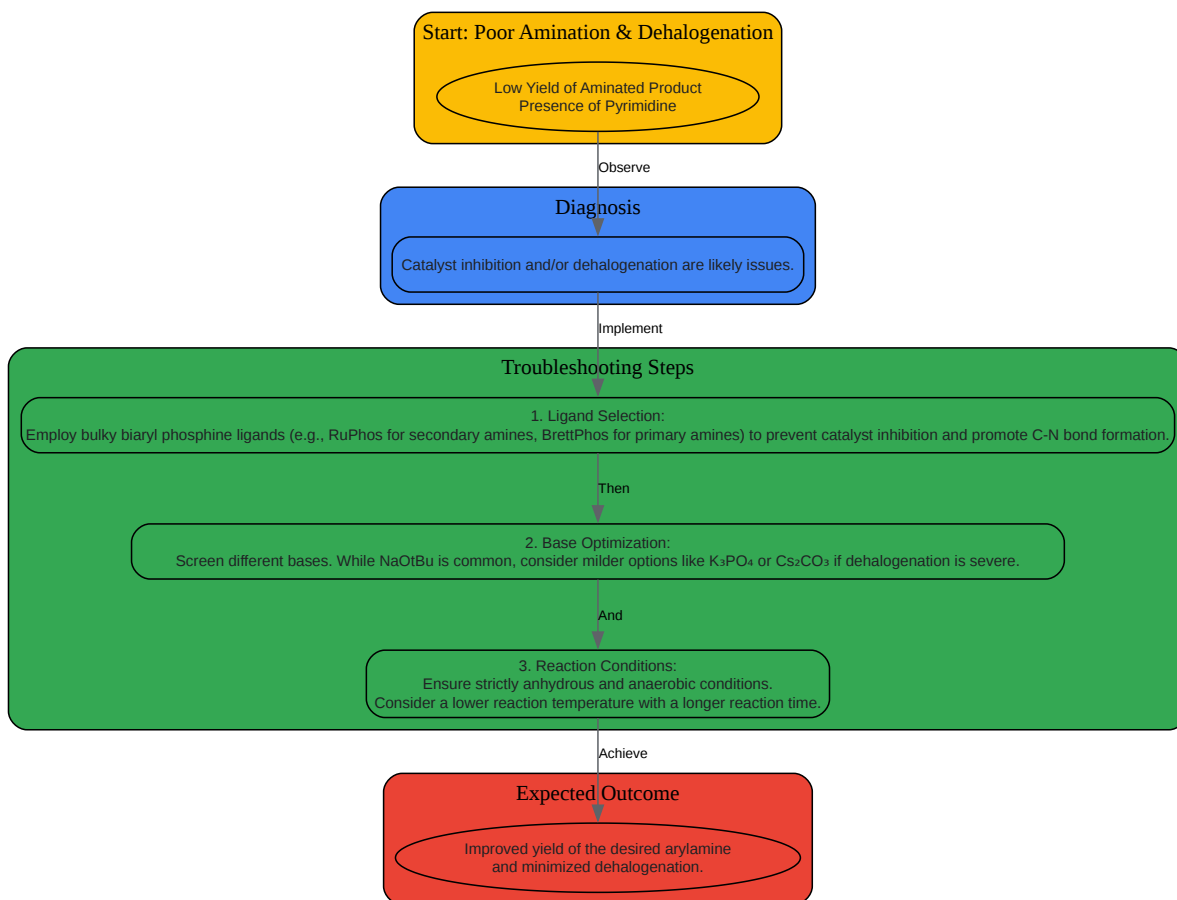 Start: Poor Amination & Dehalogenation
Low Yield of Aminated Product
Presence of Pyrimidine
Observe
Diagnosis
Catalyst inhibition and/or dehalogenation are likely issues.
Implement
Troubleshooting Steps
1. Ligand Selection:
Employ bulky biaryl phosphine ligands (e.g., RuPhos for secondary amines, BrettPhos for primary amines) to prevent catalyst inhibition and promote C-N bond formation.
Then
2. Base Optimization:
Screen different bases. While NaOtBu is common, consider milder options like K₃PO₄ or Cs₂CO₃ if dehalogenation is severe.
And
3. Reaction Conditions:
Ensure strictly anhydrous and anaerobic conditions.
Consider a lower reaction temperature with a longer reaction time.
Achieve
Expected Outcome
Improved yield of the desired arylamine
and minimized dehalogenation.